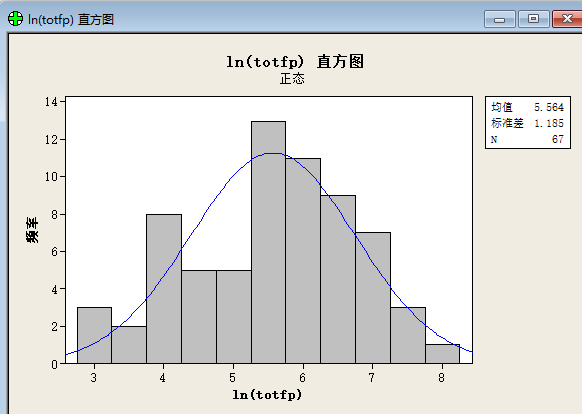 ln(totfp) 直方图
ln(totfp) 直方图
正态
均值 5.564
标准差 1.185
N 67
14
12
10
8
6
4
2
0
频率
3 4 5 6 7 8
ln(totfp)